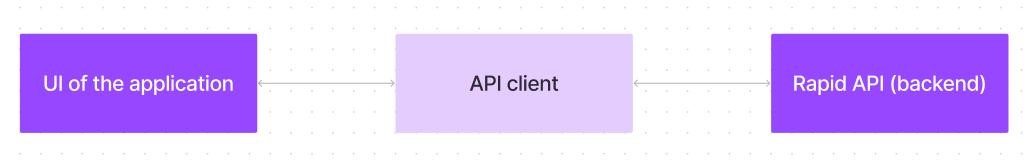 UI of the application
API client
Rapid API (backend)